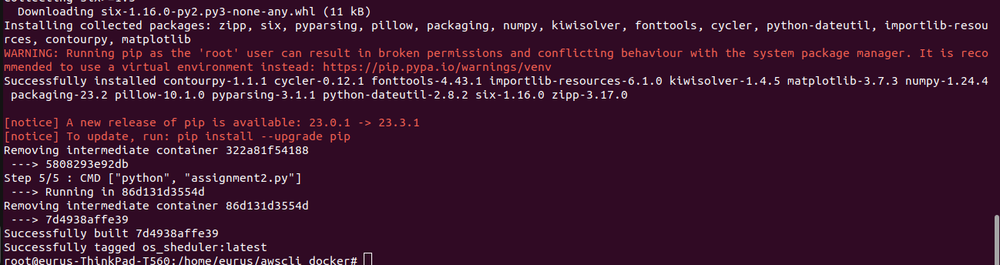 Downloading six-1.16.0-py2.py3-none-any.whl (11 kB)
Installing collected packages: zipp, six, pyparsing, pillow, packaging, numpy, kiwisolver, fonttools, cycler, python-dateutil, importlib-resou
rces, contourpy, matplotlib
WARNING: Running pip as the 'root' user can result in broken permissions and conflicting behaviour with the system package manager. It is reco
mmended to use a virtual environment instead: https://pip.pypa.io/warnings/venv
Successfully installed contourpy-1.1.1 cycler-0.12.1 fonttools-4.43.1 importlib-resources-6.1.0 kiwisolver-1.4.5 matplotlib-3.7.3 numpy-1.24.4
packaging-23.2 pillow-10.1.0 pyparsing-3.1.1 python-dateutil-2.8.2 six-1.16.0 zipp-3.17.0
[notice] A new release of pip is available: 23.0.1 -> 23.3.1
[notice] To update, run: pip install --upgrade pip
Removing intermediate container 322a81f54188
---> 5808293e92db
Step 5/5 : CMD ["python", "assignment2.py"]
---> Running in 86d131d3554d
Removing intermediate container 86d131d3554d
---> 7d4938affe39
Successfully built 7d4938affe39
Successfully tagged os_sheduler:latest
root@eurus-ThinkPad-T560:/home/eurus/awscli_docker#